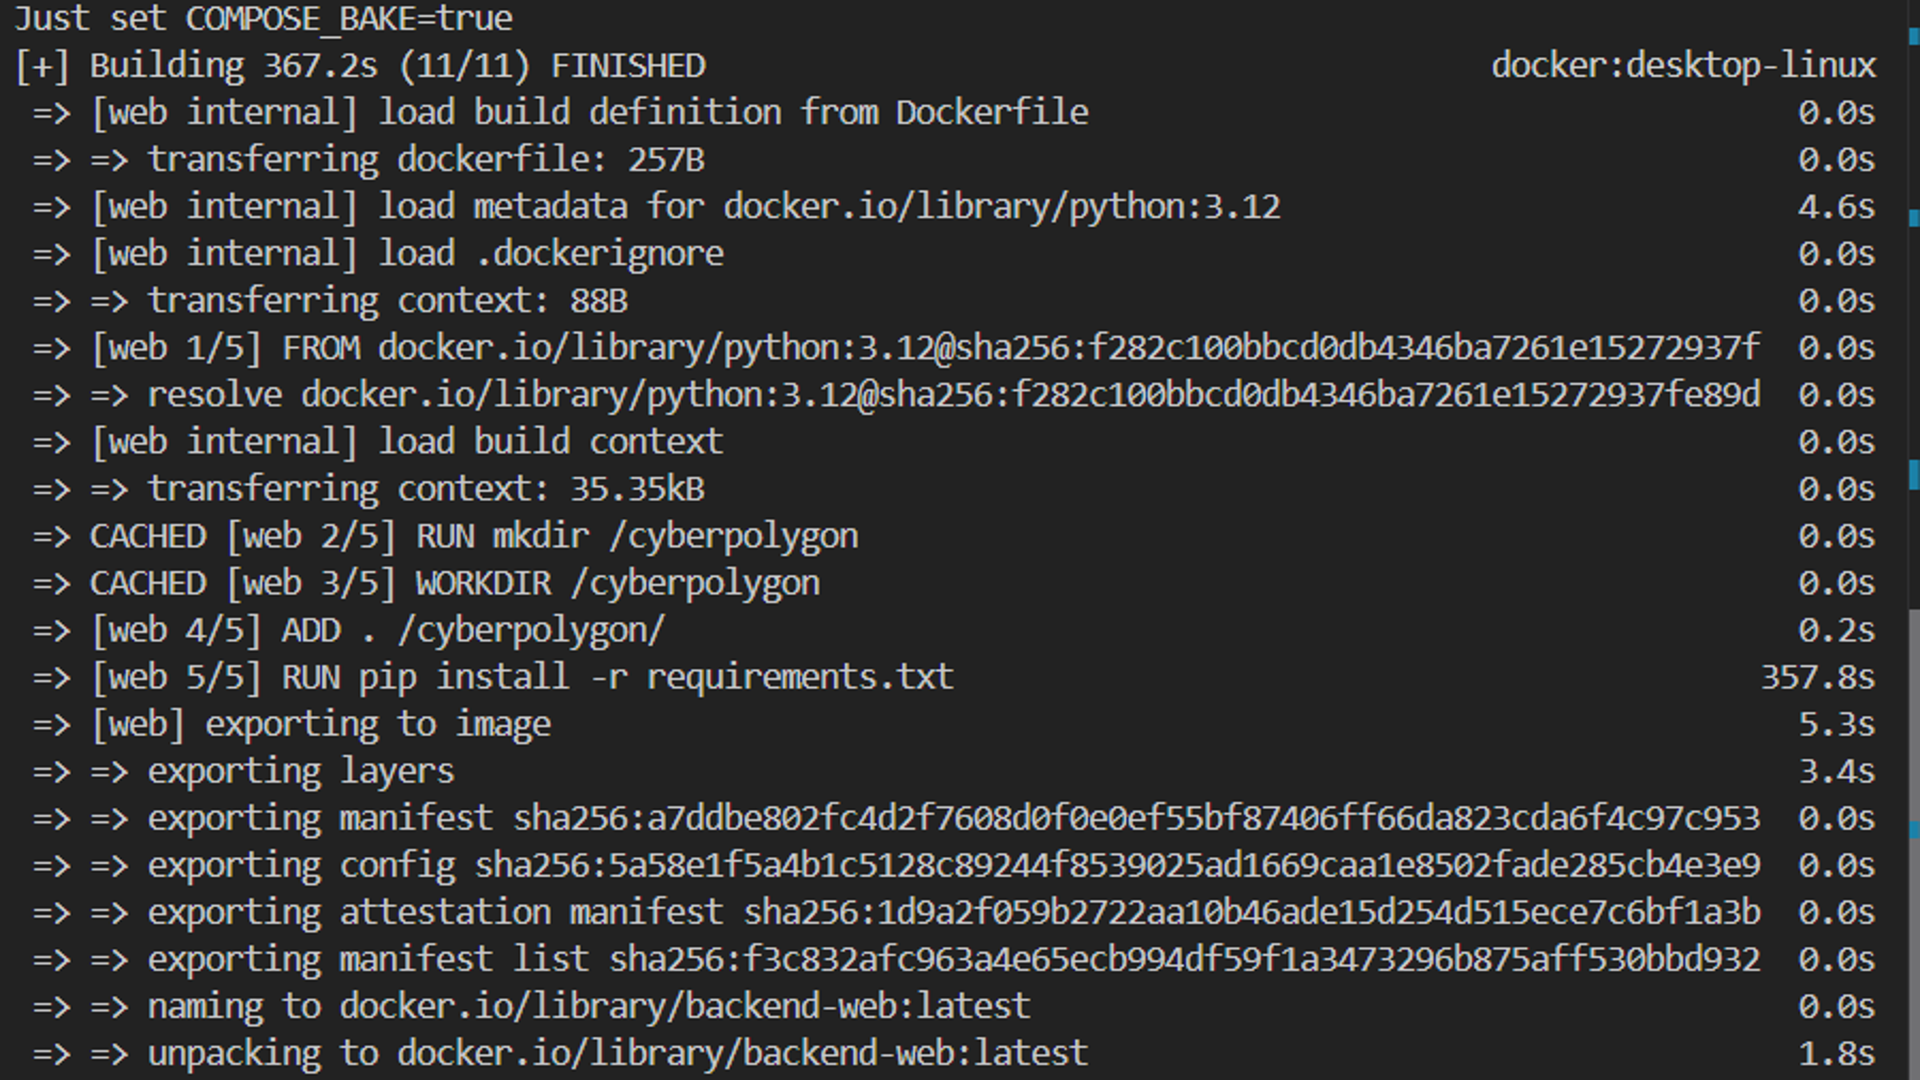 Just set COMPOSE_BAKE=true
[+] Building 367.2s (11/11) FINISHED docker:desktop-linux
=> [web internal] load build definition from Dockerfile 0.0s
=> => transferring dockerfile: 257B 0.0s
=> [web internal] load metadata for docker.io/library/python:3.12 4.6s
=> [web internal] load .dockerignore 0.0s
=> => transferring context: 88B 0.0s
=> [web 1/5] FROM docker.io/library/python:3.12@sha256:f282c100bbcd0db4346ba7261e15272937f 0.0s
=> => resolve docker.io/library/python:3.12@sha256:f282c100bbcd0db4346ba7261e15272937fe89d 0.0s
=> [web internal] load build context 0.0s
=> => transferring context: 35.35kB 0.0s
=> CACHED [web 2/5] RUN mkdir /cyberpolygon 0.0s
=> CACHED [web 3/5] WORKDIR /cyberpolygon 0.0s
=> [web 4/5] ADD . /cyberpolygon/ 0.2s
=> [web 5/5] RUN pip install -r requirements.txt 357.8s
=> [web] exporting to image 5.3s
=> => exporting layers 3.4s
=> => exporting manifest sha256:a7ddbe802fc4d2f7608d0f0e0ef55bf87406ff66da823cda6f4c97c953 0.0s
=> => exporting config sha256:5a58e1f5a4b1c5128c89244f8539025ad1669caa1e8502fade285cb4e3e9 0.0s
=> => exporting attestation manifest sha256:1d9a2f059b2722aa10b46ade15d254d515ece7c6bf1a3b 0.0s
=> => exporting manifest list sha256:f3c832afc963a4e65ecb994df59f1a3473296b875aff530bbd932 0.0s
=> => naming to docker.io/library/backend-web:latest 0.0s
=> => unpacking to docker.io/library/backend-web:latest 1.8s